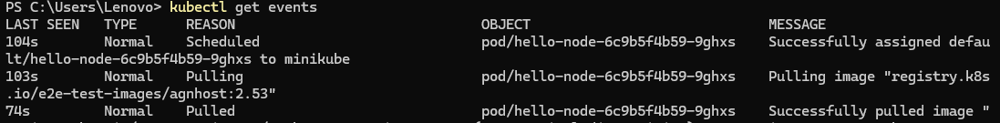 PS C:\Users\Lenovo> kubectl get events
LAST SEEN   TYPE     REASON                                OBJECT                             MESSAGE
104s        Normal   Scheduled                             pod/hello-node-6c9b5f4b59-9ghxs    Successfully assigned defau
lt/hello-node-6c9b5f4b59-9ghxs to minikube
103s        Normal   Pulling                               pod/hello-node-6c9b5f4b59-9ghxs    Pulling image "registry.k8s
.io/e2e-test-images/agnhost:2.53"
74s         Normal   Pulled                                pod/hello-node-6c9b5f4b59-9ghxs    Successfully pulled image "